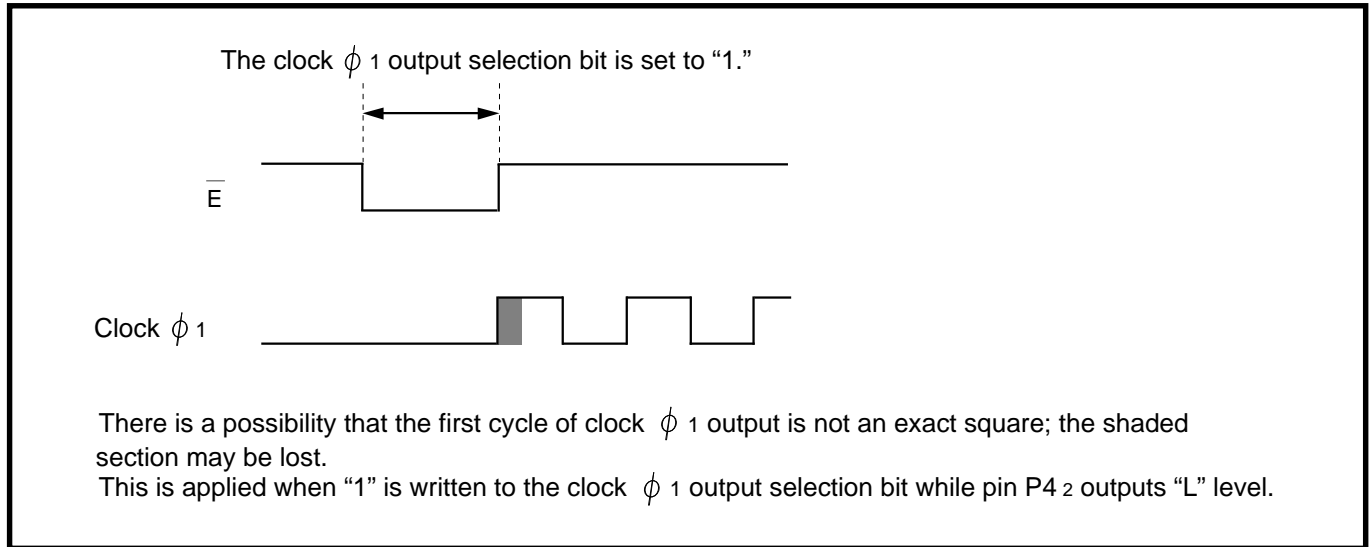 The clock ϕ 1 output selection bit is set to “1.”
E̅
Clock ϕ 1
There is a possibility that the first cycle of clock ϕ 1 output is not an exact square; the shaded
section may be lost.
This is applied when “1” is written to the clock ϕ 1 output selection bit while pin P4 2 outputs “L” level.